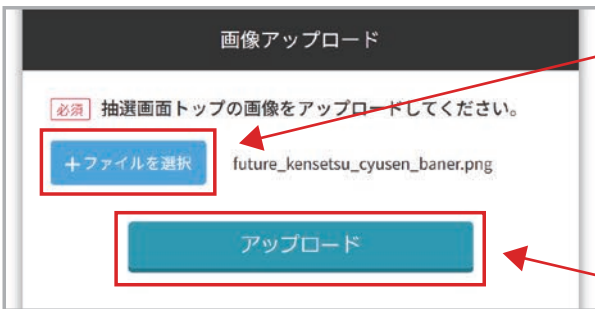 画像アップロード
必須 抽選画面トップの画像をアップロードしてください。
+ファイルを選択 future_kensetsu_cyusen_baner.png
アップロード